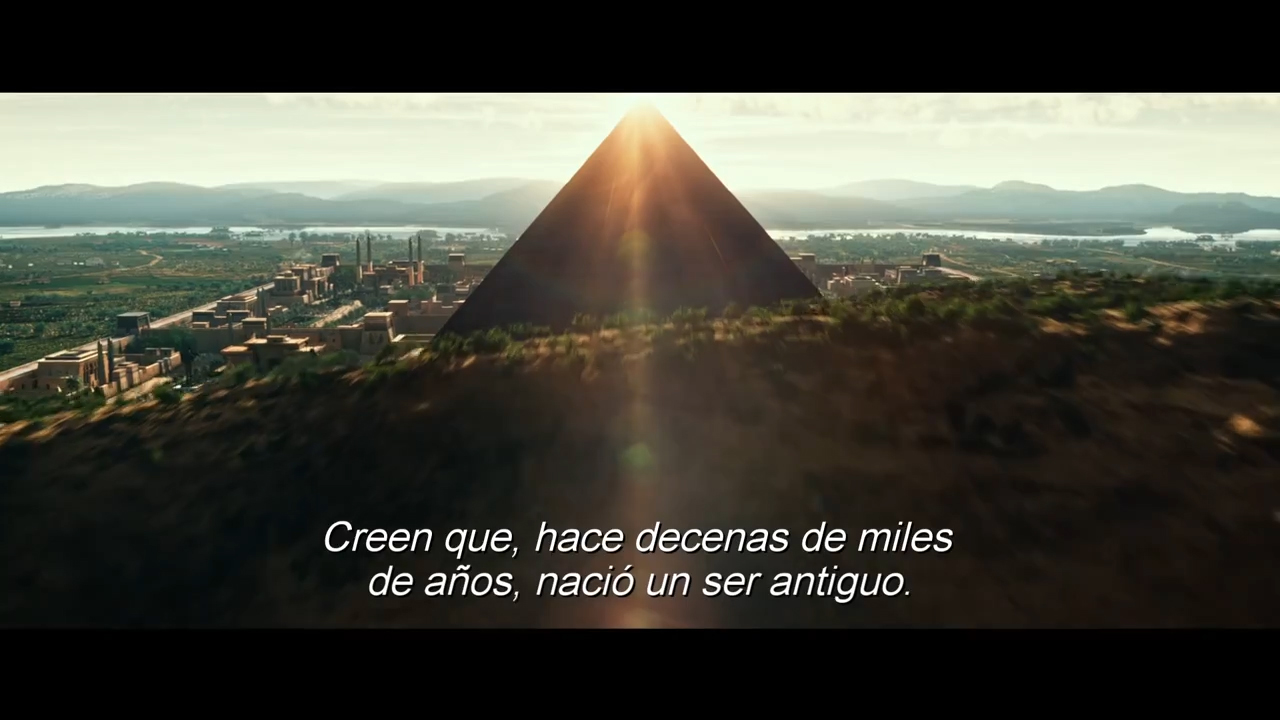 Creen que, hace decenas de miles
de años, nació un ser antiguo.